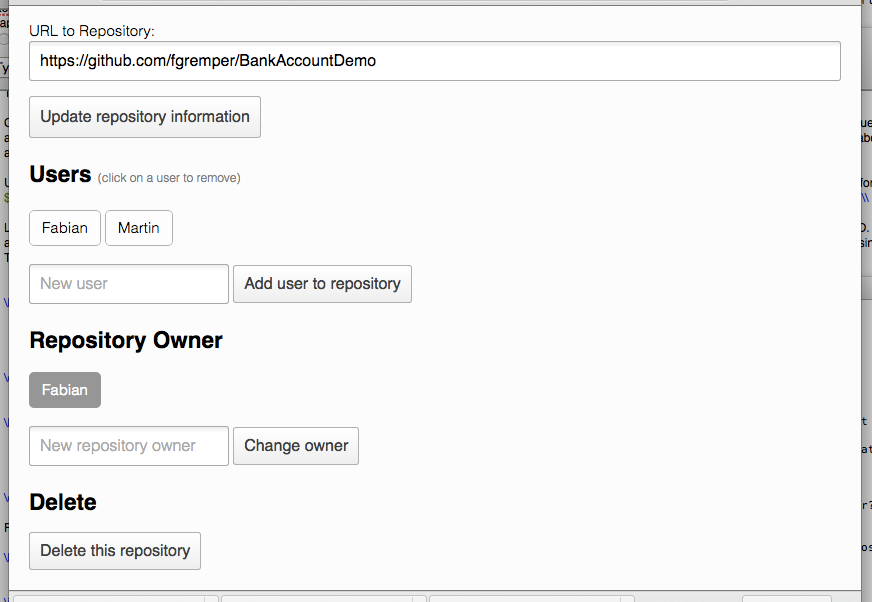 URL to Repository:
https://github.com/fgremper/BankAccountDemo
Update repository information
Users (click on a user to remove)
Fabian Martin
New user Add user to repository
Repository Owner
Fabian
New repository owner Change owner
Delete
Delete this repository